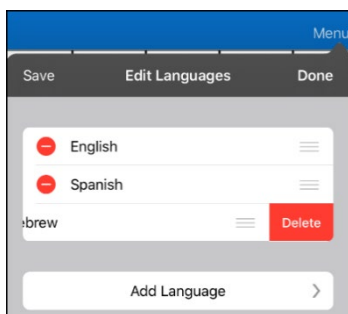 Menu
Save Edit Languages Done
English
Spanish
ebrew Delete
Add Language